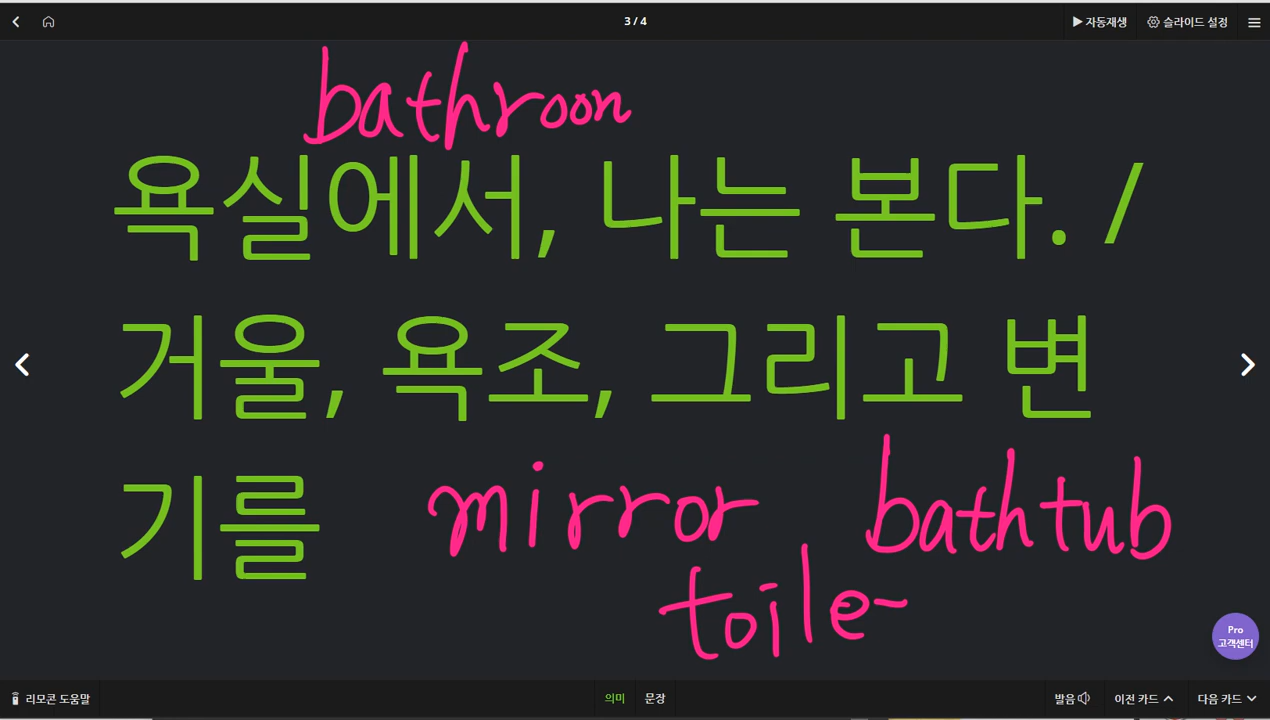 3 / 4
자동재생
슬라이드 설정
bathroon
욕실에서, 나는 본다. /
거울, 욕조, 그리고 변
기를
mirror bathtub
toile-
Pro
고객센터
리모콘 도움말
의미
문장
발음
이전 카드
다음 카드